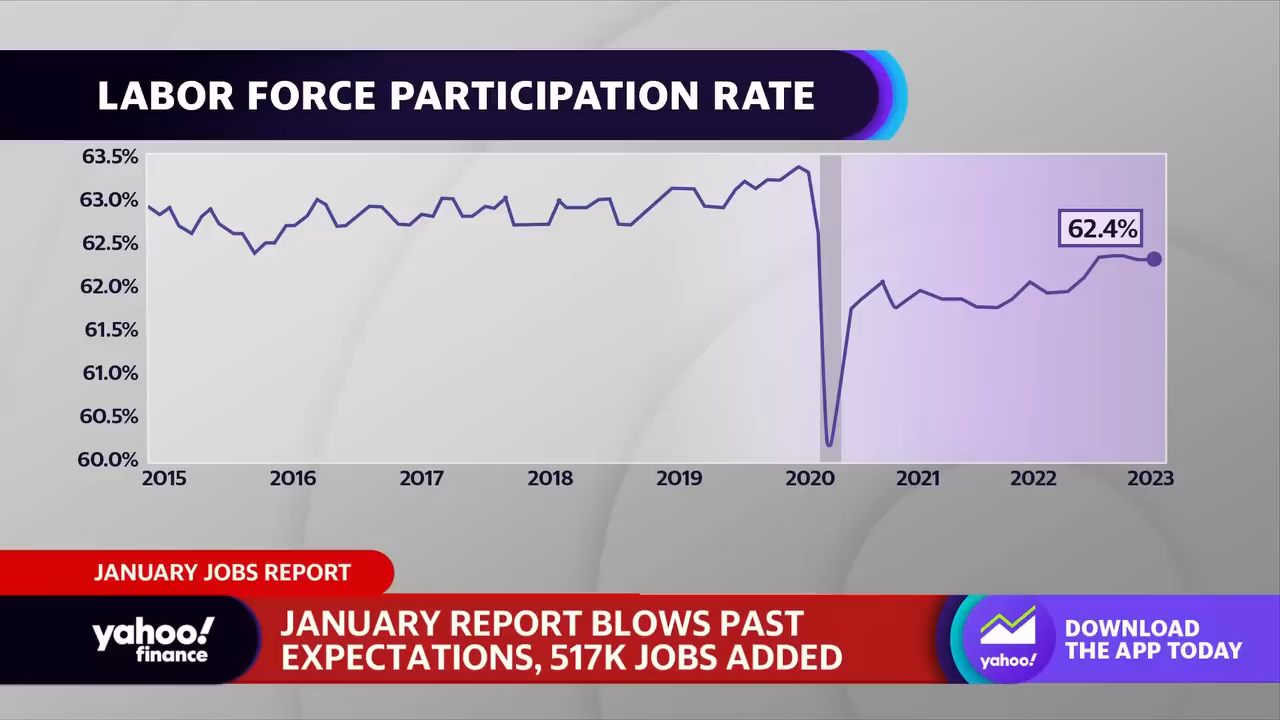 LABOR FORCE PARTICIPATION RATE
63.5%
63.0%
62.5%
62.0%
61.5%
61.0%
60.5%
60.0%
62.4%
2015 2016 2017 2018 2019 2020 2021 2022 2023
JANUARY JOBS REPORT
yahoo!
finance
JANUARY REPORT BLOWS PAST
EXPECTATIONS, 517K JOBS ADDED
yahoo!
DOWNLOAD
THE APP TODAY